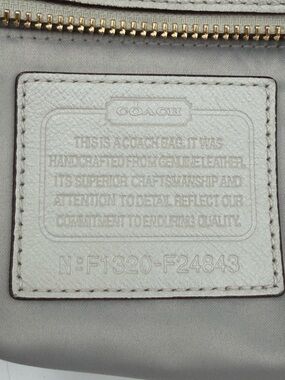 COACH
THIS IS A COACH BAG. IT WAS
HANDCRAFTED FROM GENUINE LEATHER.
ITS SUPERIOR CRAFTSMANSHIP AND
ATTENTION TO DETAIL REFLECT OUR
COMMITMENT TO ENDURING QUALITY.
Nº: F1320-F24843